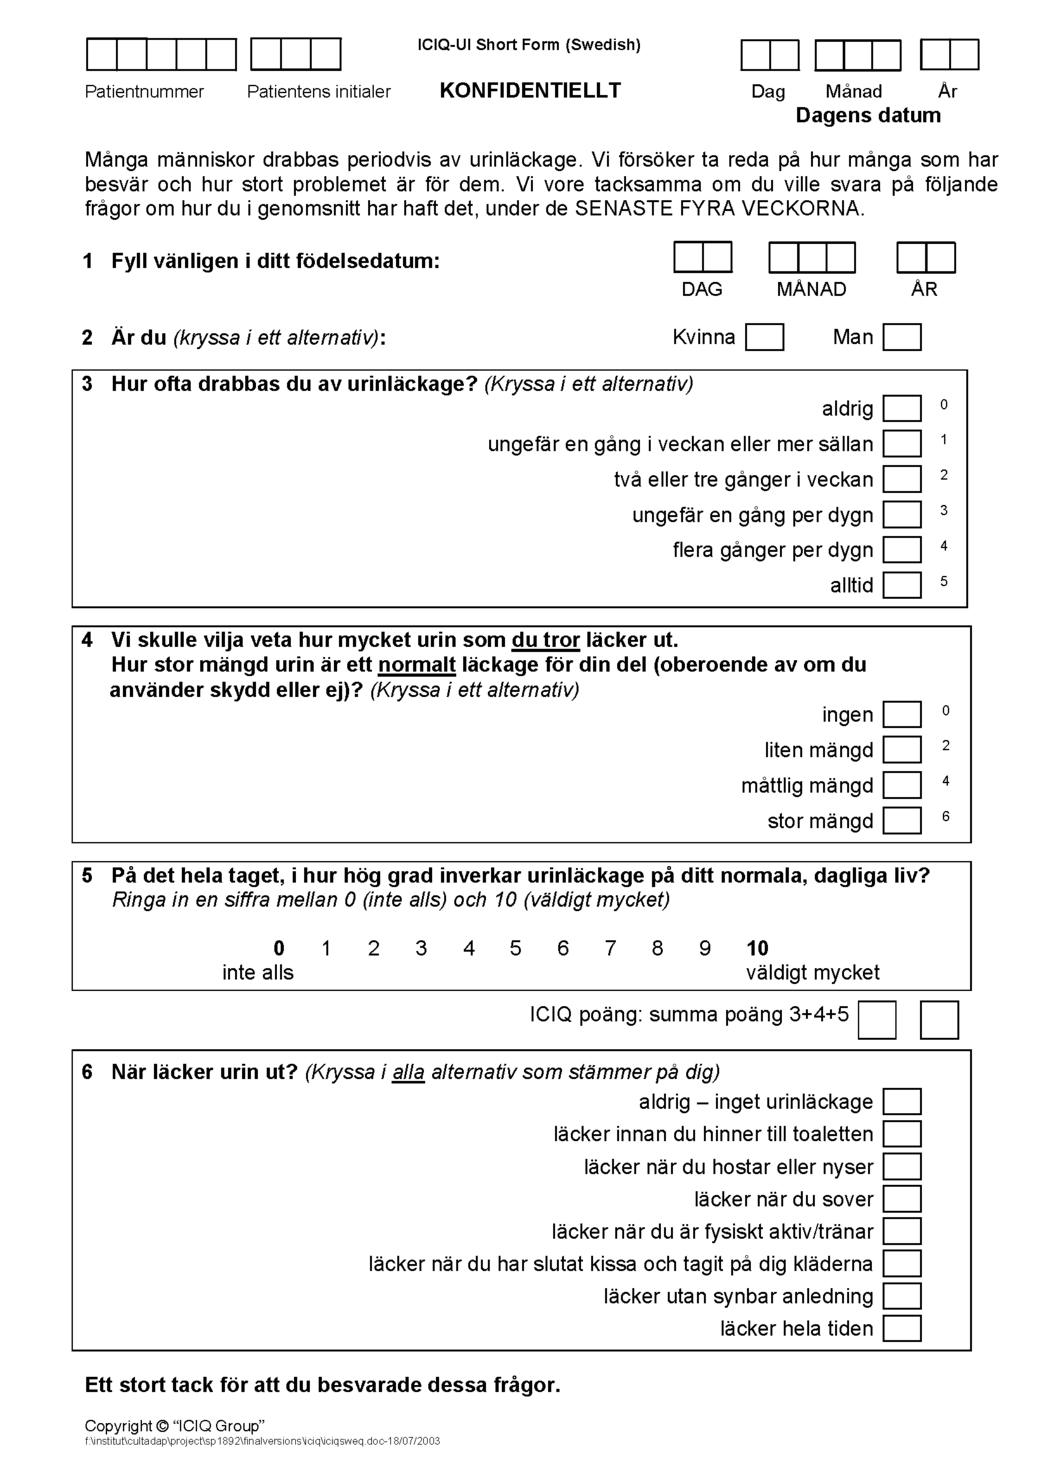 ICIQ-UI Short Form (Swedish)
Patientnummer Patientens initialer KONFIDENTIELLT Dag Månad År
Dagens datum
Många människor drabbas periodvis av urinläckage. Vi försöker ta reda på hur många som har
besvär och hur stort problemet är för dem. Vi vore tacksamma om du ville svara på följande
frågor om hur du i genomsnitt har haft det, under de SENASTE FYRA VECKORNA.
1 Fyll vänligen i ditt födelsedatum:
DAG MÅNAD ÅR
2 Är du (kryssa i ett alternativ): Kvinna Man
3 Hur ofta drabbas du av urinläckage? (Kryssa i ett alternativ)
aldrig 0
ungefär en gång i veckan eller mer sällan 1
två eller tre gånger i veckan 2
ungefär en gång per dygn 3
flera gånger per dygn 4
alltid 5
4 Vi skulle vilja veta hur mycket urin som du tror läcker ut.
Hur stor mängd urin är ett normalt läckage för din del (oberoende av om du
använder skydd eller ej)? (Kryssa i ett alternativ)
ingen 0
liten mängd 2
måttlig mängd 4
stor mängd 6
5 På det hela taget, i hur hög grad inverkar urinläckage på ditt normala, dagliga liv?
Ringa in en siffra mellan 0 (inte alls) och 10 (väldigt mycket)
0 1 2 3 4 5 6 7 8 9 10
inte alls väldigt mycket
ICIQ poäng: summa poäng 3+4+5
6 När läcker urin ut? (Kryssa i alla alternativ som stämmer på dig)
aldrig – inget urinläckage
läcker innan du hinner till toaletten
läcker när du hostar eller nyser
läcker när du sover
läcker när du är fysiskt aktiv/tränar
läcker när du har slutat kissa och tagit på dig kläderna
läcker utan synbar anledning
läcker hela tiden
Ett stort tack för att du besvarade dessa frågor.
Copyright © “ICIQ Group”
f:\institut\cultadap\project\sp1892\finalversions\iciq\iciqsweq.doc-18/07/2003